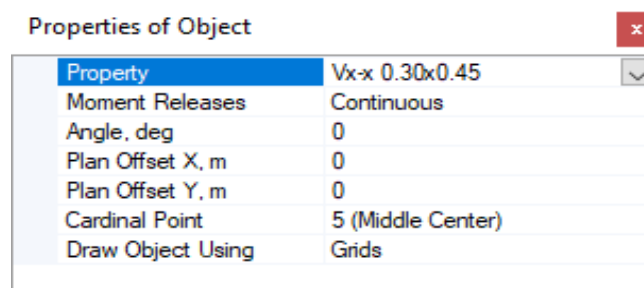 Properties of Object
x
Property Vx-x 0.30x0.45
Moment Releases Continuous
Angle, deg 0
Plan Offset X, m 0
Plan Offset Y, m 0
Cardinal Point 5 (Middle Center)
Draw Object Using Grids